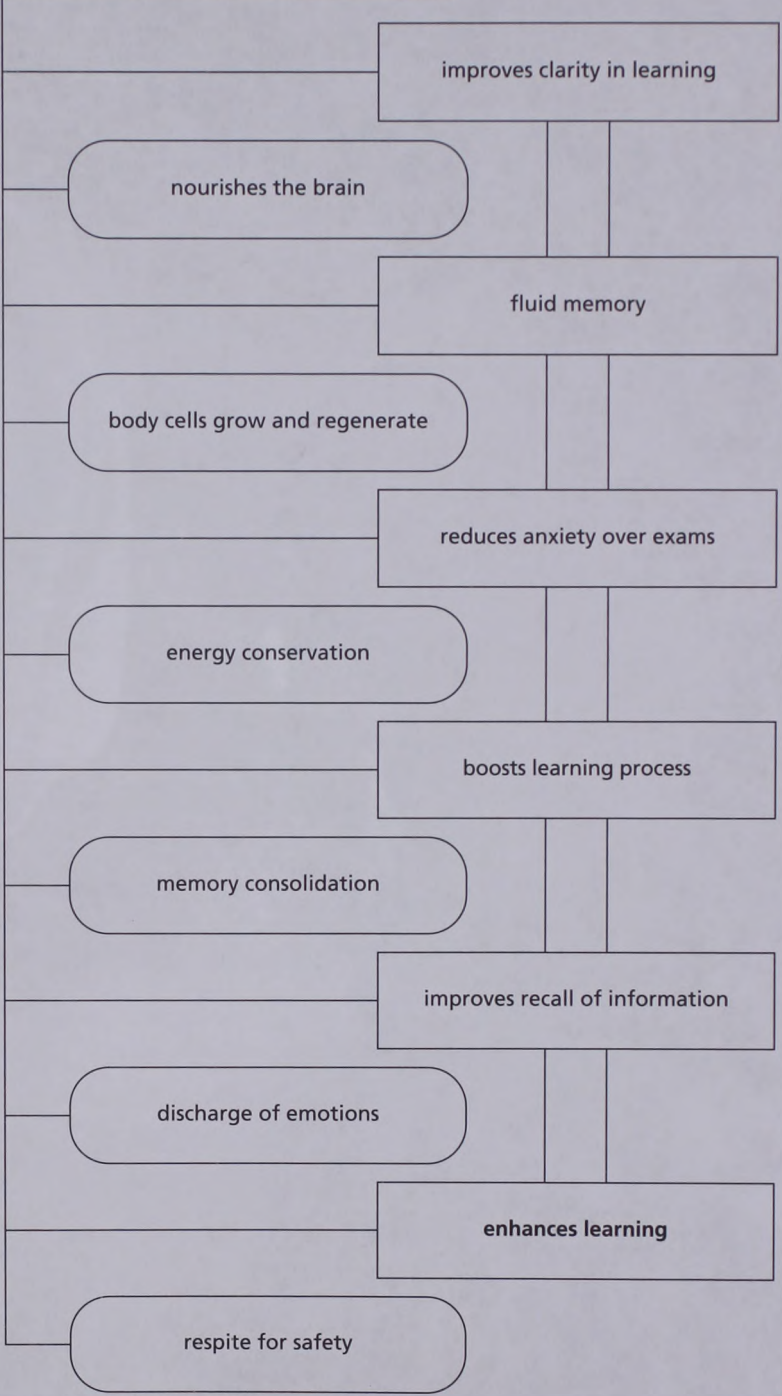 improves clarity in learning
nourishes the brain
fluid memory
body cells grow and regenerate
reduces anxiety over exams
energy conservation
boosts learning process
memory consolidation
improves recall of information
discharge of emotions
enhances learning
respite for safety